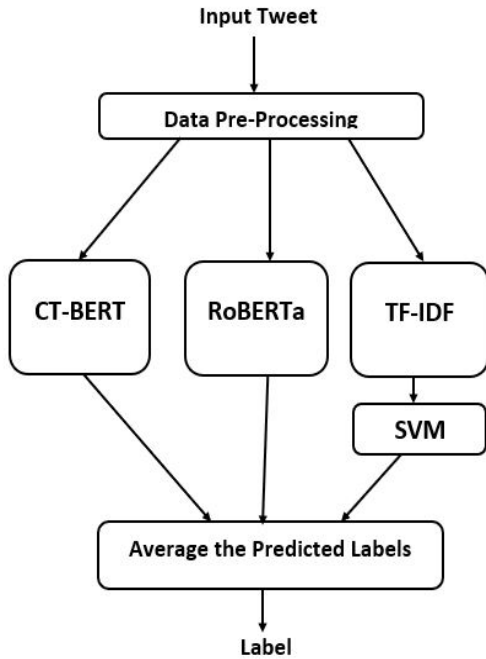 Input Tweet
Data Pre-Processing
CT-BERT
RoBERTa
TF-IDF
SVM
Average the Predicted Labels
Label